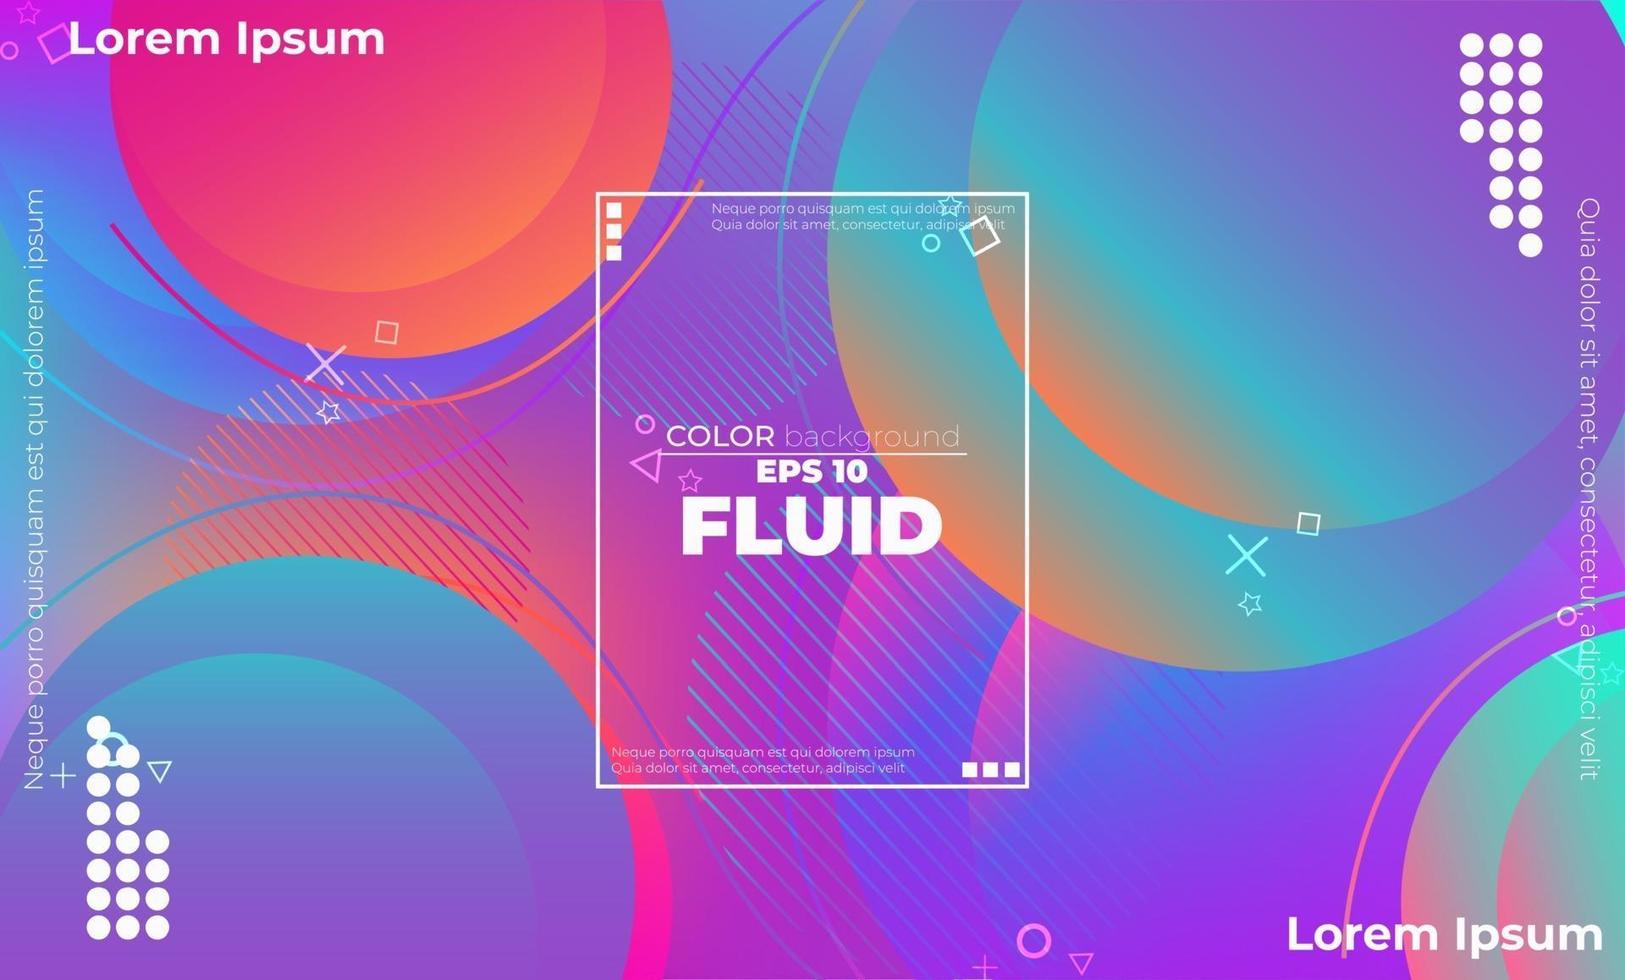 Lorem Ipsum
Neque porro quisquam est qui dolorem ipsum
Neque porro quisquam est qui dolorem ipsum
Quia dolor sit amet, consectetur, adipisci velit
COLOR background
EPS 10
FLUID
Neque porro quisquam est qui dolorem ipsum
Quia dolor sit amet, consectetur, adipisci velit
Quia dolor sit amet, consectetur, adipisci velit
Lorem Ipsum